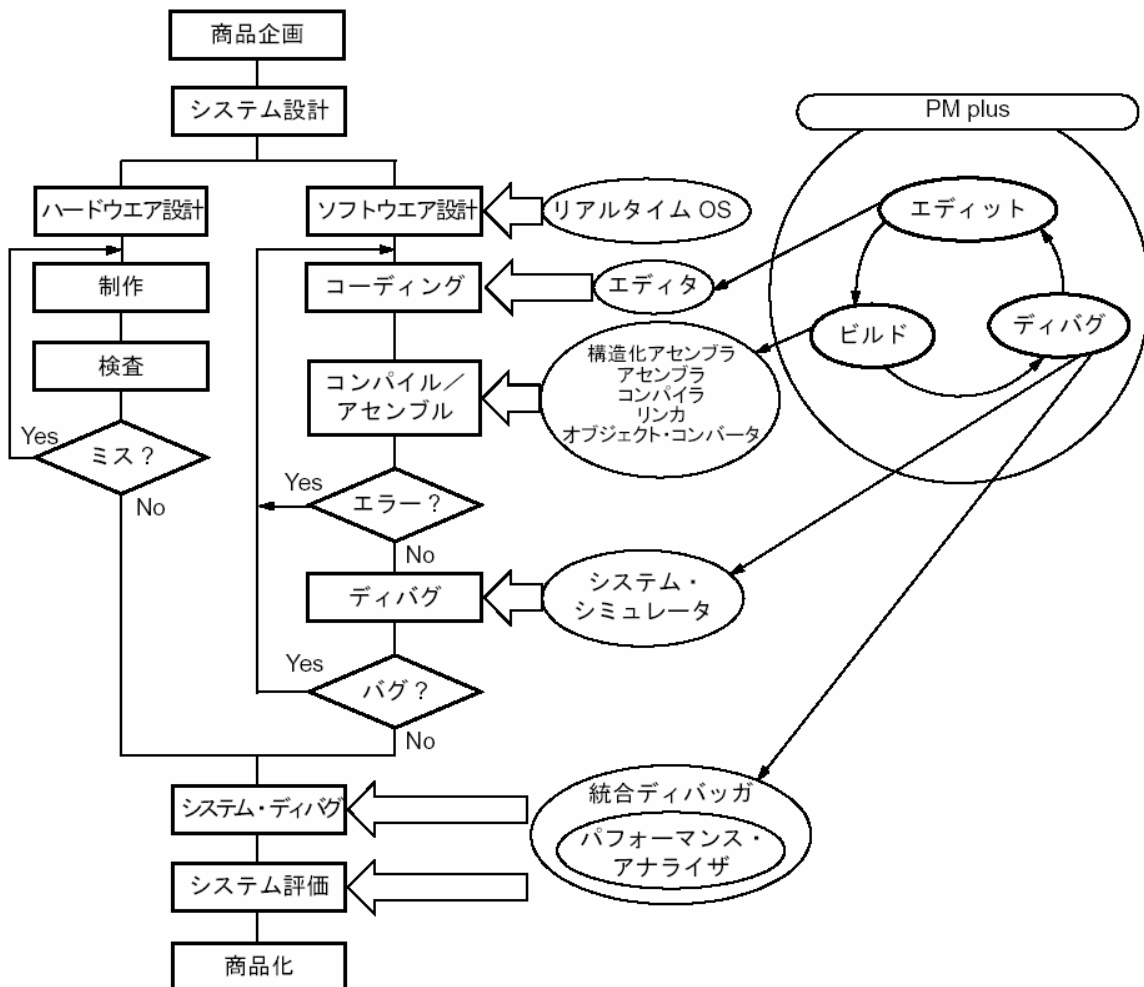 商品企画
システム設計
PM plus
ハードウエア設計
ソフトウエア設計
リアルタイム OS
エディット
制作
コーディング
エディタ
ビルド
ディバグ
検査
コンパイル／
アセンブル
構造化アセンブラ
アセンブラ
コンパイラ
リンカ
オブジェクト・コンバータ
Yes
ミス？
No
Yes
エラー？
No
ディバグ
システム・
シミュレータ
Yes
バグ？
No
システム・ディバグ
統合ディバッガ
パフォーマンス・
アナライザ
システム評価
商品化